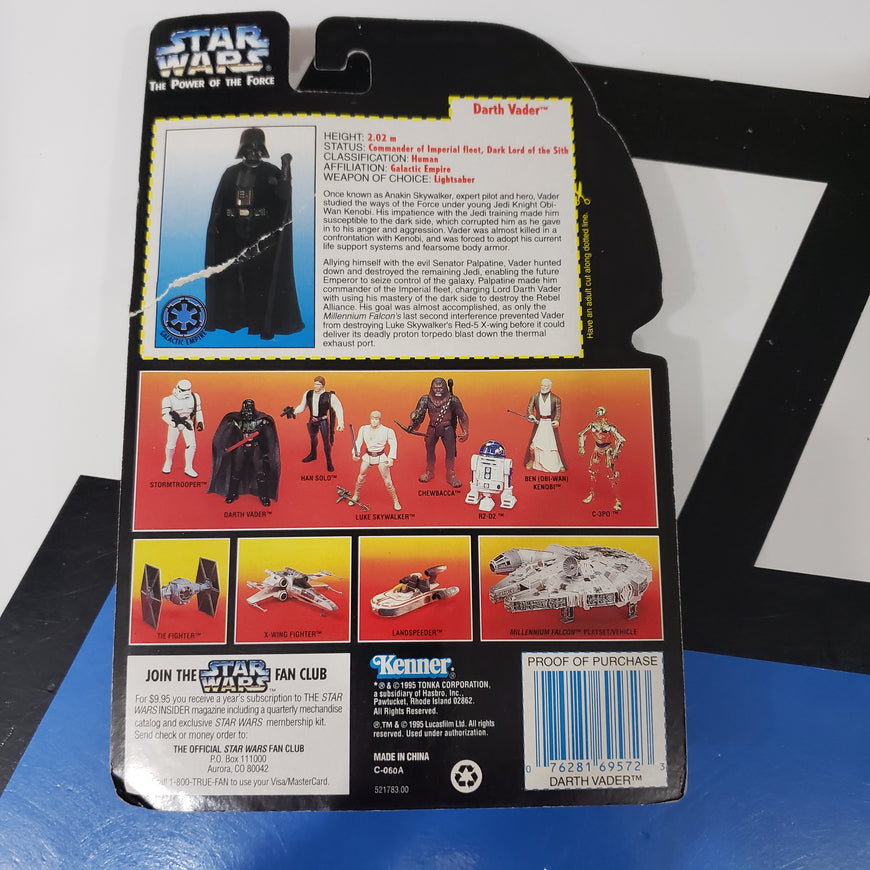 STAR
WARS®
THE POWER OF THE FORCE
Darth Vader™
HEIGHT: 2.02 m
STATUS: Commander of Imperial fleet, Dark Lord of the Sith
CLASSIFICATION: Human
AFFILIATION: Galactic Empire
WEAPON OF CHOICE: Lightsaber
Once known as Anakin Skywalker, expert pilot and hero, Vader
studied the ways of the Force under young Jedi Knight Obi-
Wan Kenobi. His impatience with the Jedi training made him
susceptible to the dark side, which corrupted him as he gave
in to his anger and aggression. Vader was almost killed in a
confrontation with Kenobi, and was forced to adopt his current
life support systems and fearsome body armor.
Allying himself with the evil Senator Palpatine, Vader hunted
down and destroyed the remaining Jedi, enabling the future
Emperor to seize control of the galaxy. Palpatine made him
commander of the Imperial fleet, charging Lord Darth Vader
with using his mastery of the dark side to destroy the Rebel
Alliance. His goal was almost accomplished, as only the
Millennium Falcon's last second interference prevented Vader
from destroying Luke Skywalker's Red-5 X-wing before it could
deliver its deadly proton torpedo blast down the thermal
exhaust port.
GALACTIC EMPIRE
Have an adult cut along dotted line.
STORMTROOPER™
DARTH VADER™
HAN SOLO™
LUKE SKYWALKER™
CHEWBACCA™
R2-D2™
BEN (OBI-WAN)
KENOBI™
C-3PO™
TIE FIGHTER™
X-WING FIGHTER™
LANDSPEEDER™
MILLENNIUM FALCON™ PLAYSET/VEHICLE
JOIN THE STAR WARS™ FAN CLUB
For $9.95 you receive a year's subscription to THE STAR
WARS INSIDER magazine including a quarterly merchandise
catalog and exclusive STAR WARS membership kit.
Send check or money order to:
THE OFFICIAL STAR WARS FAN CLUB
P.O. Box 111000
Aurora, CO 80042
call 1-800-TRUE-FAN to use your Visa/MasterCard.
Kenner®
*® & © 1995 TONKA CORPORATION,
a subsidiary of Hasbro, Inc.,
Pawtucket, Rhode Island 02862.
All Rights Reserved.
®,TM & © 1995 Lucasfilm Ltd. All rights
reserved. Used under authorization.
MADE IN CHINA
C-060A
521783.00
PROOF OF PURCHASE
0 76281 69572 3
DARTH VADER™